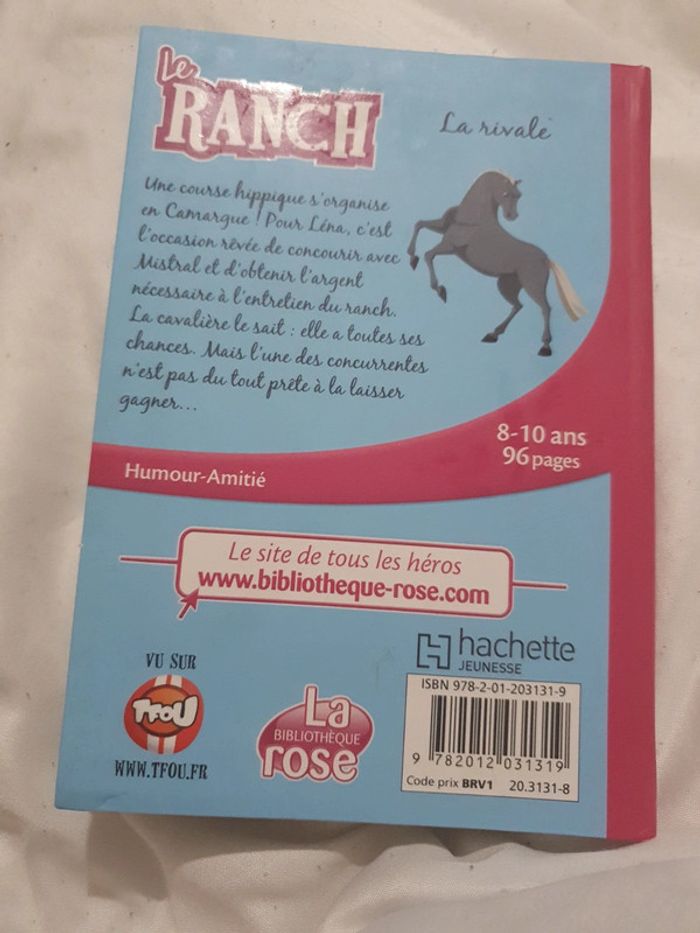 Le
RANCH
La rivale
Une course hippique s'organise
en Camargue ! Pour Léna, c'est
l'occasion rêvée de concourir avec
Mistral et d'obtenir l'argent
nécessaire à l'entretien du ranch.
La cavalière le sait : elle a toutes ses
chances. Mais l'une des concurrentes
n'est pas du tout prête à la laisser
gagner...
8-10 ans
96 pages
Humour-Amitié
Le site de tous les héros
www.bibliotheque-rose.com
hachette
JEUNESSE
VU SUR
TFOU
WWW.TFOU.FR
La
BIBLIOTHÈQUE
rose
ISBN 978-2-01-203131-9
9 782012 031319
Code prix BRV1 20.3131-8